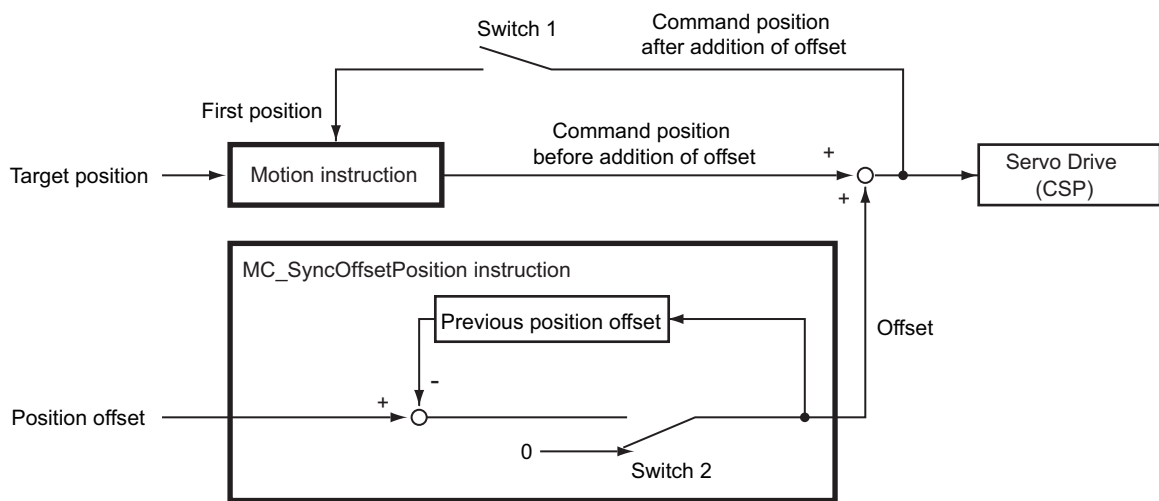 Switch 1
Command position
after addition of offset
First position
Target position
Motion instruction
Command position
before addition of offset
+
+
Servo Drive
(CSP)
MC_SyncOffsetPosition instruction
Previous position offset
Offset
-
Position offset
+
0
Switch 2